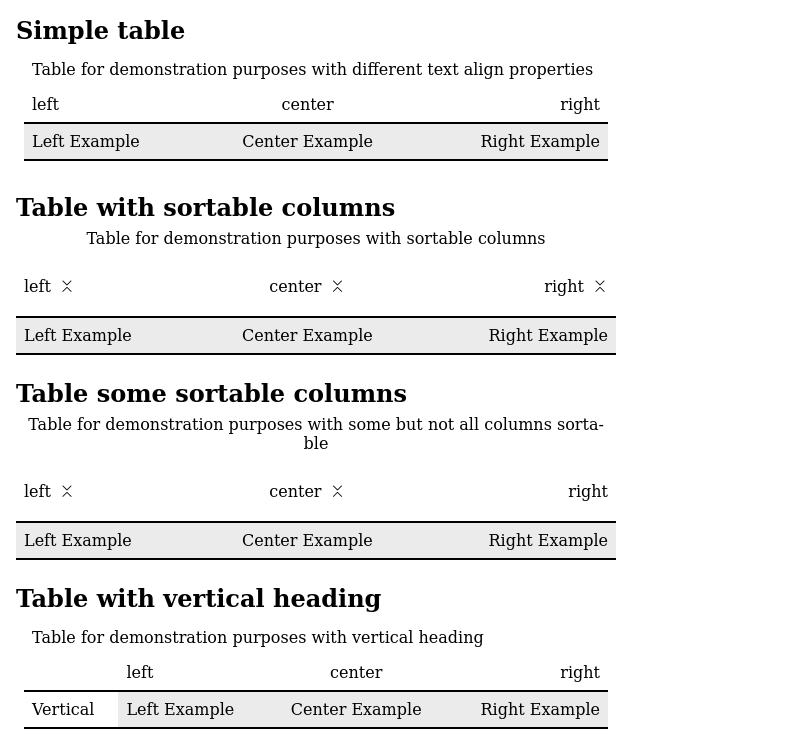 Simple table
Table for demonstration purposes with different text align properties
left center right
Left Example Center Example Right Example
Table with sortable columns
Table for demonstration purposes with sortable columns
left center right
Left Example Center Example Right Example
Table some sortable columns
Table for demonstration purposes with some but not all columns sorta-
ble
left center right
Left Example Center Example Right Example
Table with vertical heading
Table for demonstration purposes with vertical heading
left center right
Vertical Left Example Center Example Right Example